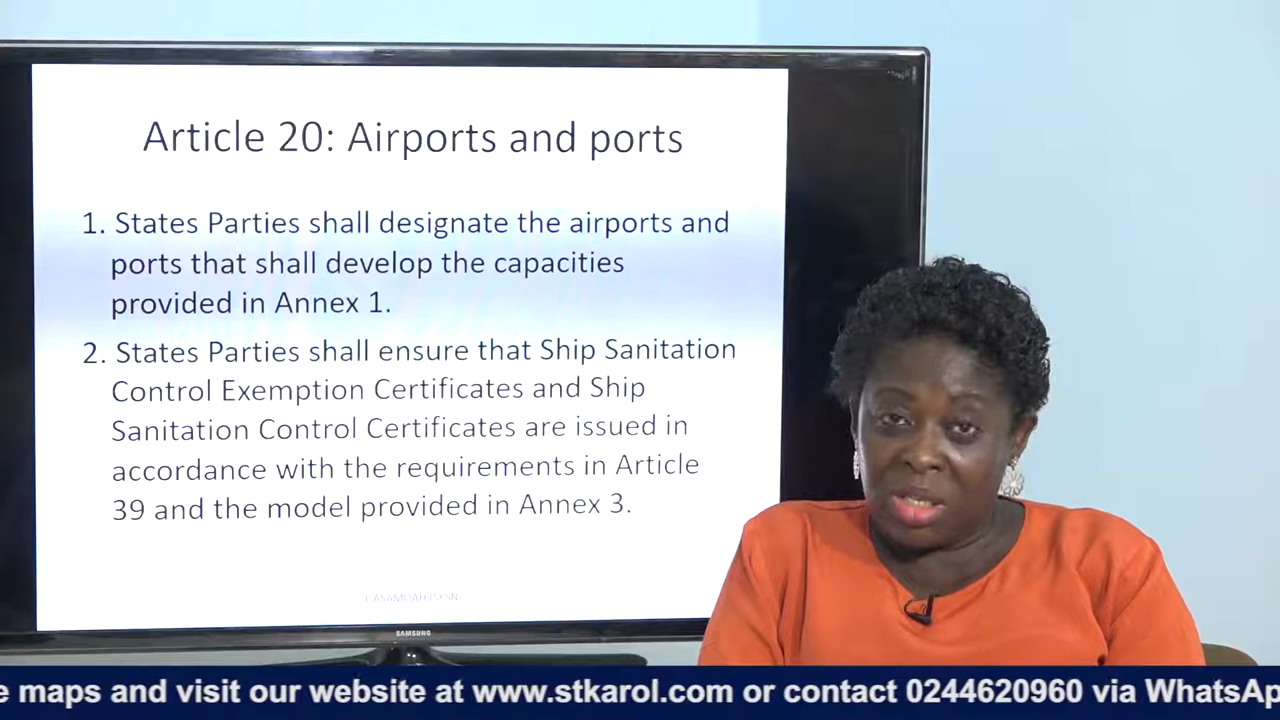 Article 20: Airports and ports
1. States Parties shall designate the airports and
ports that shall develop the capacities
provided in Annex 1.
2. States Parties shall ensure that Ship Sanitation
Control Exemption Certificates and Ship
Sanitation Control Certificates are issued in
accordance with the requirements in Article
39 and the model provided in Annex 3.
SAMSUNG
e maps and visit our website at www.stkarol.com or contact 0244620960 via WhatsAp